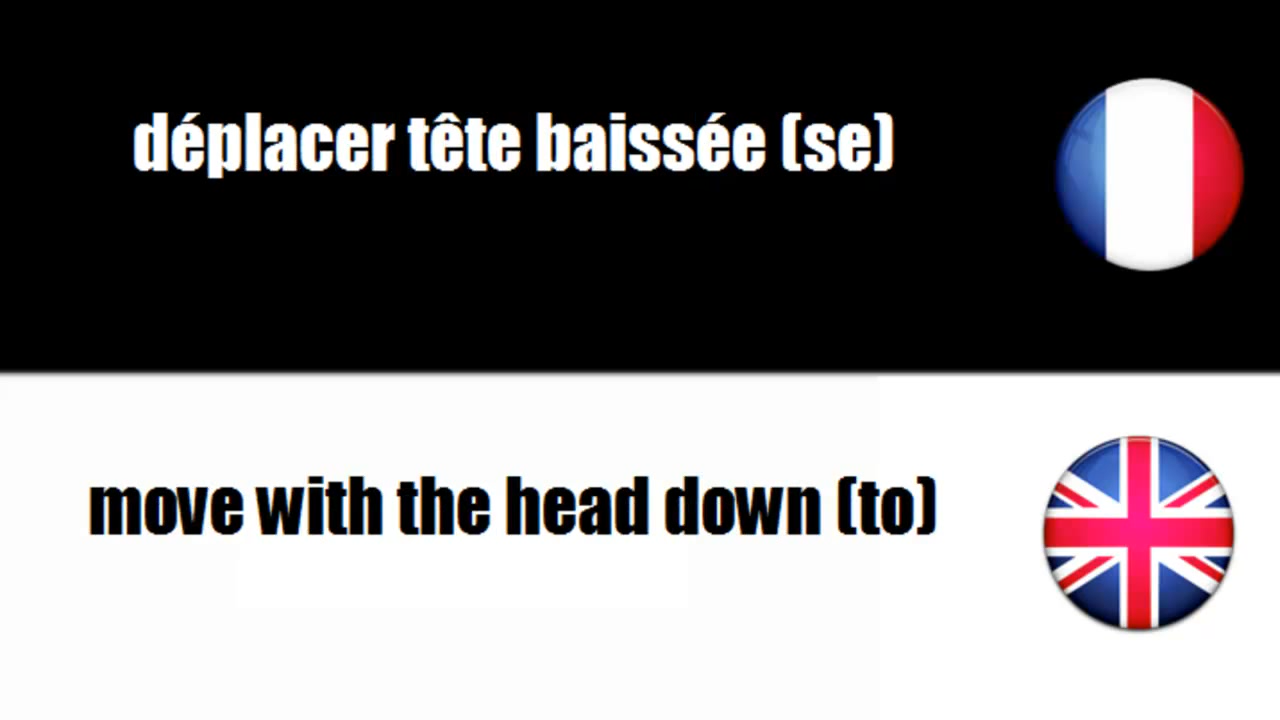 déplacer tête baissée (se)
move with the head down (to)